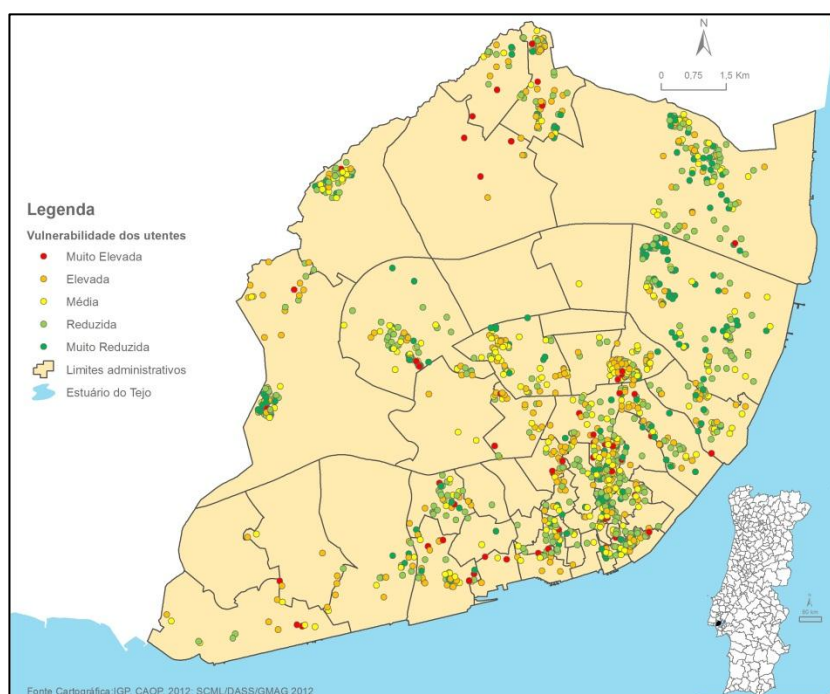 N
0 0,75 1,5 Km
Legenda
Vulnerabilidade dos utentes
Muito Elevada
Elevada
Média
Reduzida
Muito Reduzida
Limites administrativos
Estuário do Tejo
N
Fonte Cartográfica:IGP, CAOP, 2012; SCML/DASS/GMAG 2012